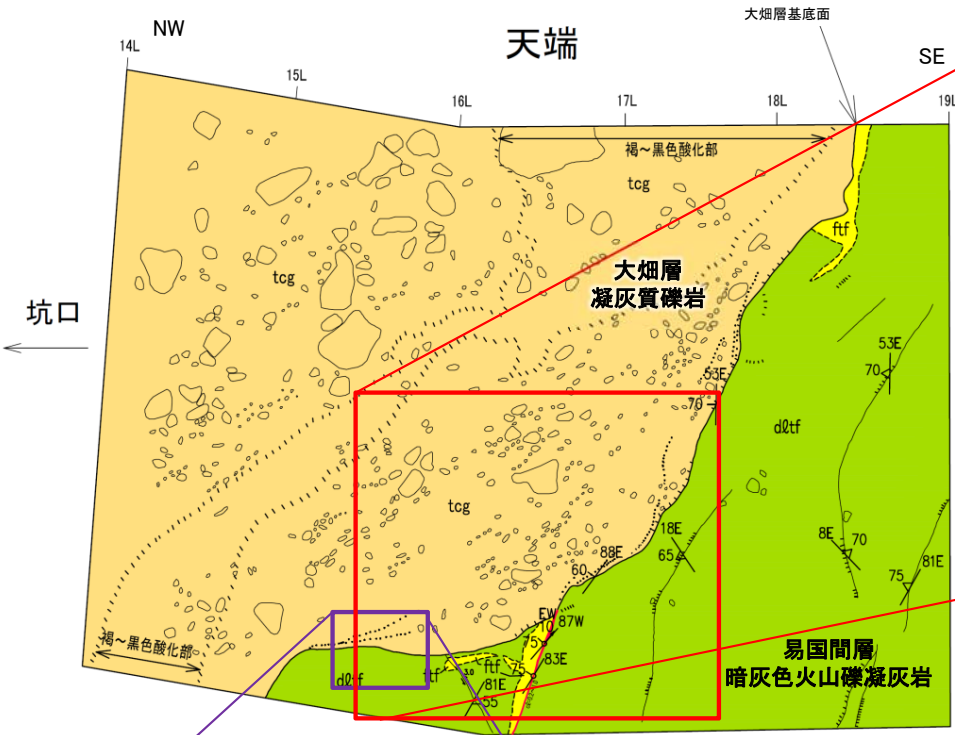 大畑層基底面
NW
天端
SE
14L
15L
16L
17L
18L
19L
褐~黒色酸化部
tcg
ftf
tcg
大畑層
凝灰質礫岩
坑口
53E
70
53E
70
dltf
tcg
18E
65
8E
70
88E
60
81E
75
EW
10
87W
5
83E
褐~黒色酸化部
dltf
ftf
ftf
75
81E
55
易国間層
暗灰色火山礫凝灰岩